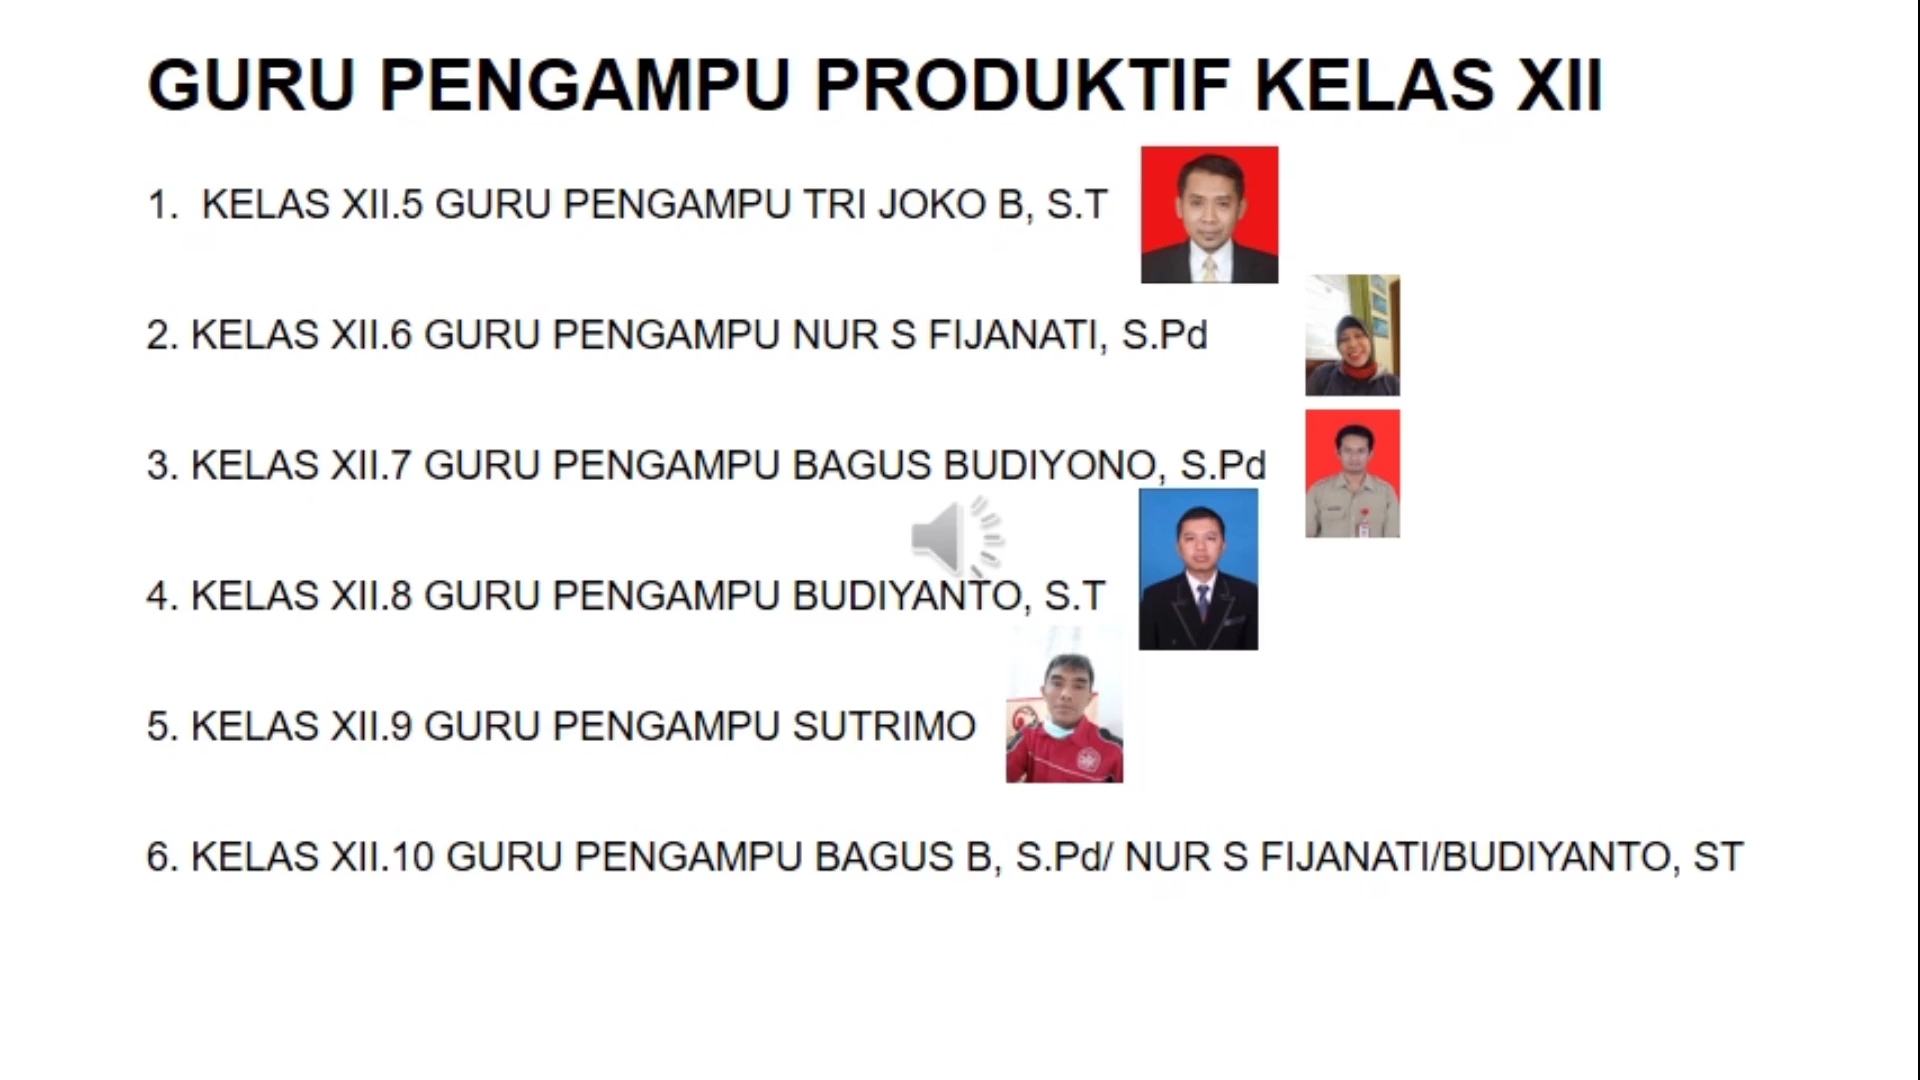 GURU PENGAMPU PRODUKTIF KELAS XII
1. KELAS XII.5 GURU PENGAMPU TRI JOKO B, S.T
2. KELAS XII.6 GURU PENGAMPU NUR S FIJANATI, S.Pd
3. KELAS XII.7 GURU PENGAMPU BAGUS BUDIYONO, S.Pd
4. KELAS XII.8 GURU PENGAMPU BUDIYANTO, S.T
5. KELAS XII.9 GURU PENGAMPU SUTRIMO
6. KELAS XII.10 GURU PENGAMPU BAGUS B, S.Pd/ NUR S FIJANATI/BUDIYANTO, ST